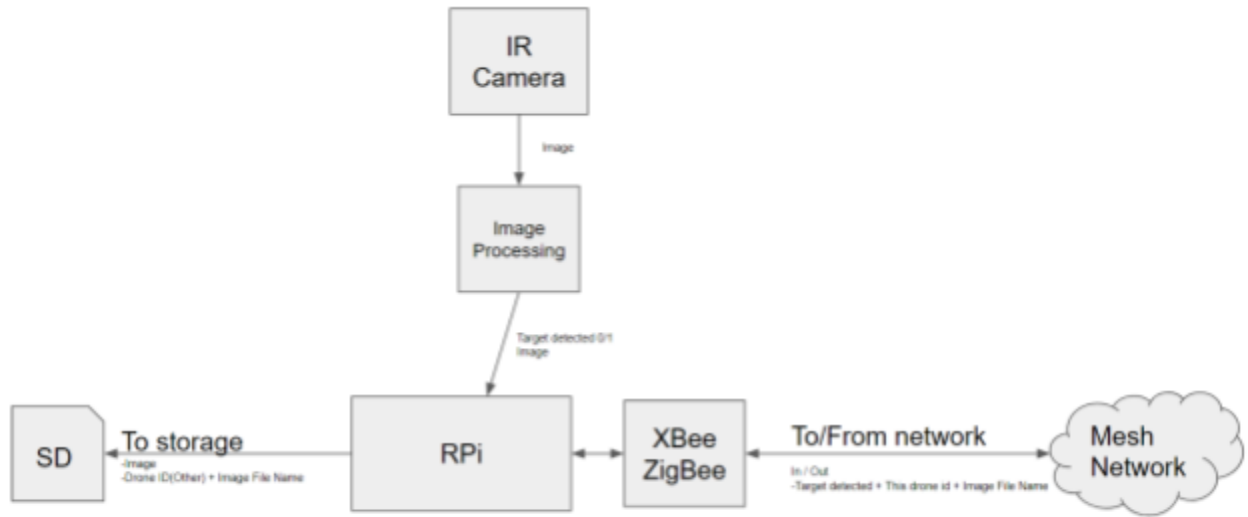 IR
Camera
Image
Image
Processing
Target detected 0/1
Image
SD
To storage
-Image
-Drone ID(Other) + Image File Name
RPi
XBee
ZigBee
To/From network
In / Out
-Target detected + This drone id + Image File Name
Mesh
Network